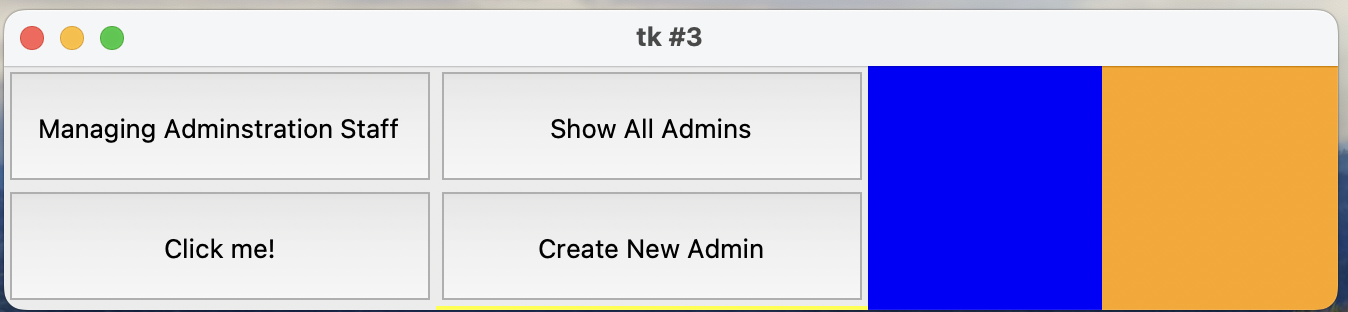 tk #3
Managing Adminstration Staff
Show All Admins
Click me!
Create New Admin